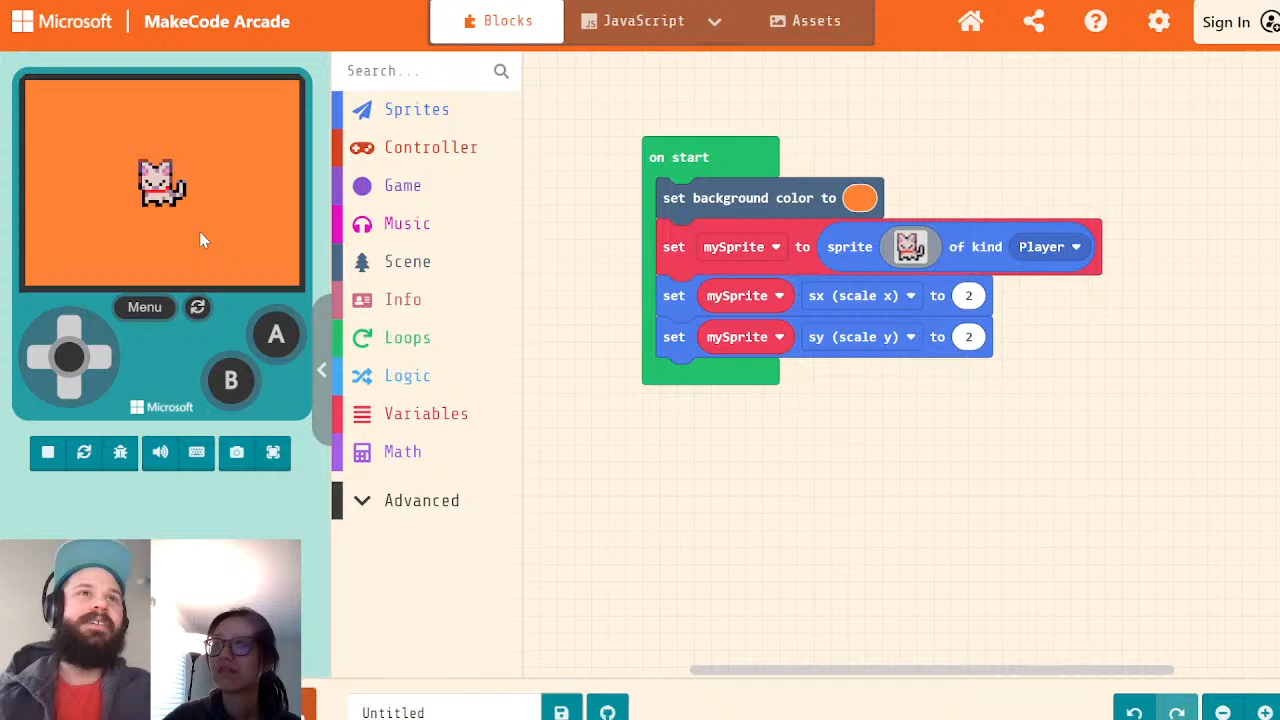 Microsoft | MakeCode Arcade
Blocks
JavaScript
Assets
Sign In
Search...
Sprites
Controller
Game
Music
Scene
Info
Loops
Logic
Variables
Math
Advanced
Menu
A
B
Microsoft
on start
set background color to
set mySprite to sprite of kind Player
set mySprite sx (scale x) to 2
set mySprite sy (scale y) to 2
Untitled